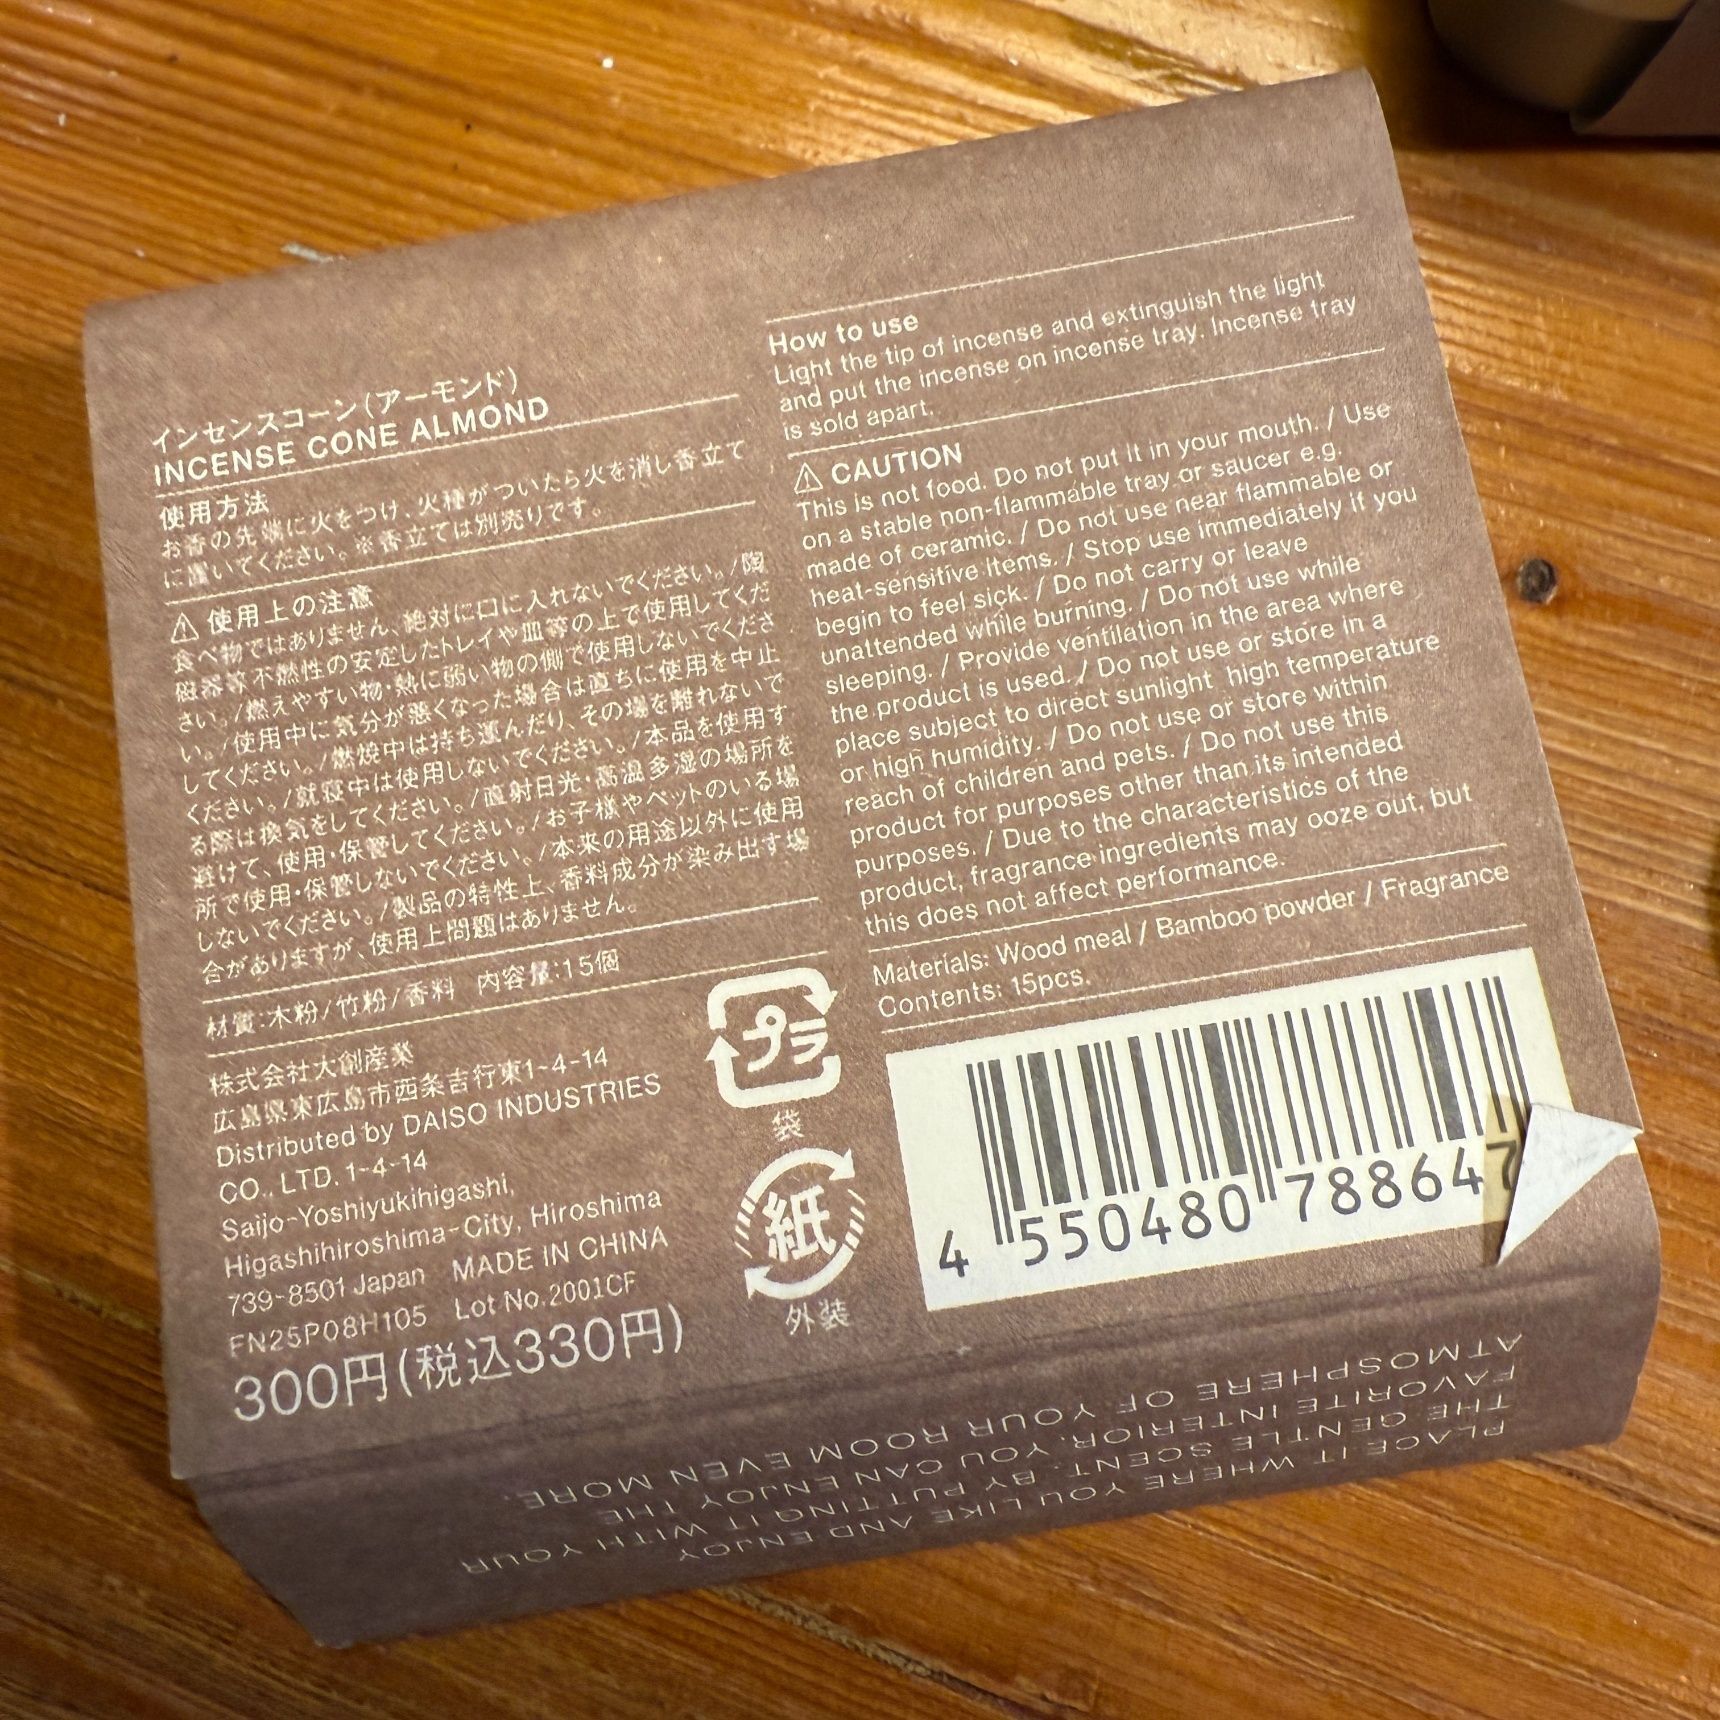 インセンスコーン(アーモンド)
INCENSE CONE ALMOND
使用方法
お香の先端に火をつけ、火種がついたら火を消し香立て
に置いてください。※香立ては別売りです。
⚠ 使用上の注意
食べ物ではありません、絶対に口に入れないでください。/陶
磁器等不燃性の安定したトレイや皿等の上で使用してくだ
さい。/燃えやすい物・熱に弱い物の側で使用しないでくださ
い。/使用中に気分が悪くなった場合は直ちに使用を中止
してください。/燃焼中は持ち運んだり、その場を離れないで
ください。/就寝中は使用しないでください。/本品を使用す
る際は換気をしてください。/直射日光・高温多湿の場所を
避けて、使用・保管してください。/お子様やペットのいる場
所で使用・保管しないでください。/本来の用途以外に使用
しないでください。/製品の特性上、香料成分が染み出す場
合がありますが、使用上問題はありません。
材質:木粉/竹粉/香料 内容量:15個
株式会社大創産業
広島県東広島市西条吉行東1-4-14
Distributed by DAISO INDUSTRIES
CO., LTD. 1-4-14
Saijo-Yoshiyukihigashi,
Higashihiroshima-City, Hiroshima
739-8501 Japan MADE IN CHINA
FN25P08H105 Lot No.2001CF
300円(税込330円)
プラ
袋
紙
外装
How to use
Light the tip of incense and extinguish the light
and put the incense on incense tray. Incense tray
is sold apart.
⚠ CAUTION
This is not food. Do not put it in your mouth. / Use
on a stable non-flammable tray or saucer e.g.
made of ceramic. / Do not use near flammable or
heat-sensitive items. / Stop use immediately if you
begin to feel sick. / Do not carry or leave
unattended while burning. / Do not use while
sleeping. / Provide ventilation in the area where
the product is used. / Do not use or store in a
place subject to direct sunlight high temperature
or high humidity. / Do not use or store within
reach of children and pets. / Do not use this
product for purposes other than its intended
purposes. / Due to the characteristics of the
product, fragrance ingredients may ooze out, but
this does not affect performance.
Materials: Wood meal / Bamboo powder / Fragrance
Contents: 15pcs.
4 550480 788647
PLACE IT WHERE YOU LIKE AND ENJOY
THE GENTLE SCENT. BY PUTTING IT WITH YOUR
FAVORITE INTERIOR, YOU CAN ENJOY THE
ATMOSPHERE OF YOUR ROOM EVEN MORE.